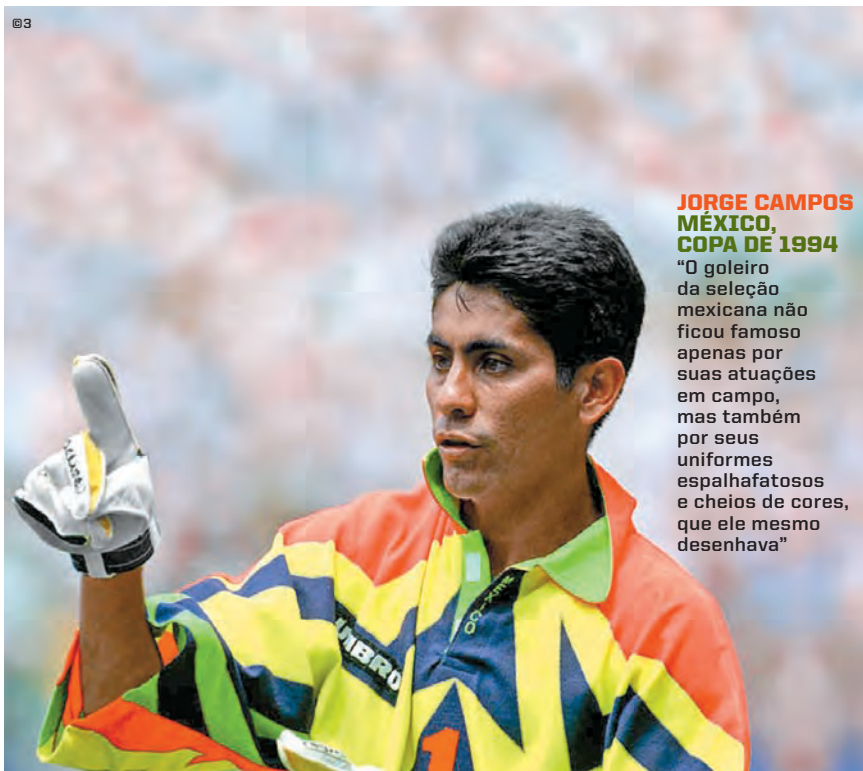 ©3
JORGE CAMPOS
MÉXICO,
COPA DE 1994
“O goleiro
da seleção
mexicana não
ficou famoso
apenas por
suas atuações
em campo,
mas também
por seus
uniformes
espalhafatosos
e cheios de cores,
que ele mesmo
desenhava”
MÉXICO
UMBRO
1